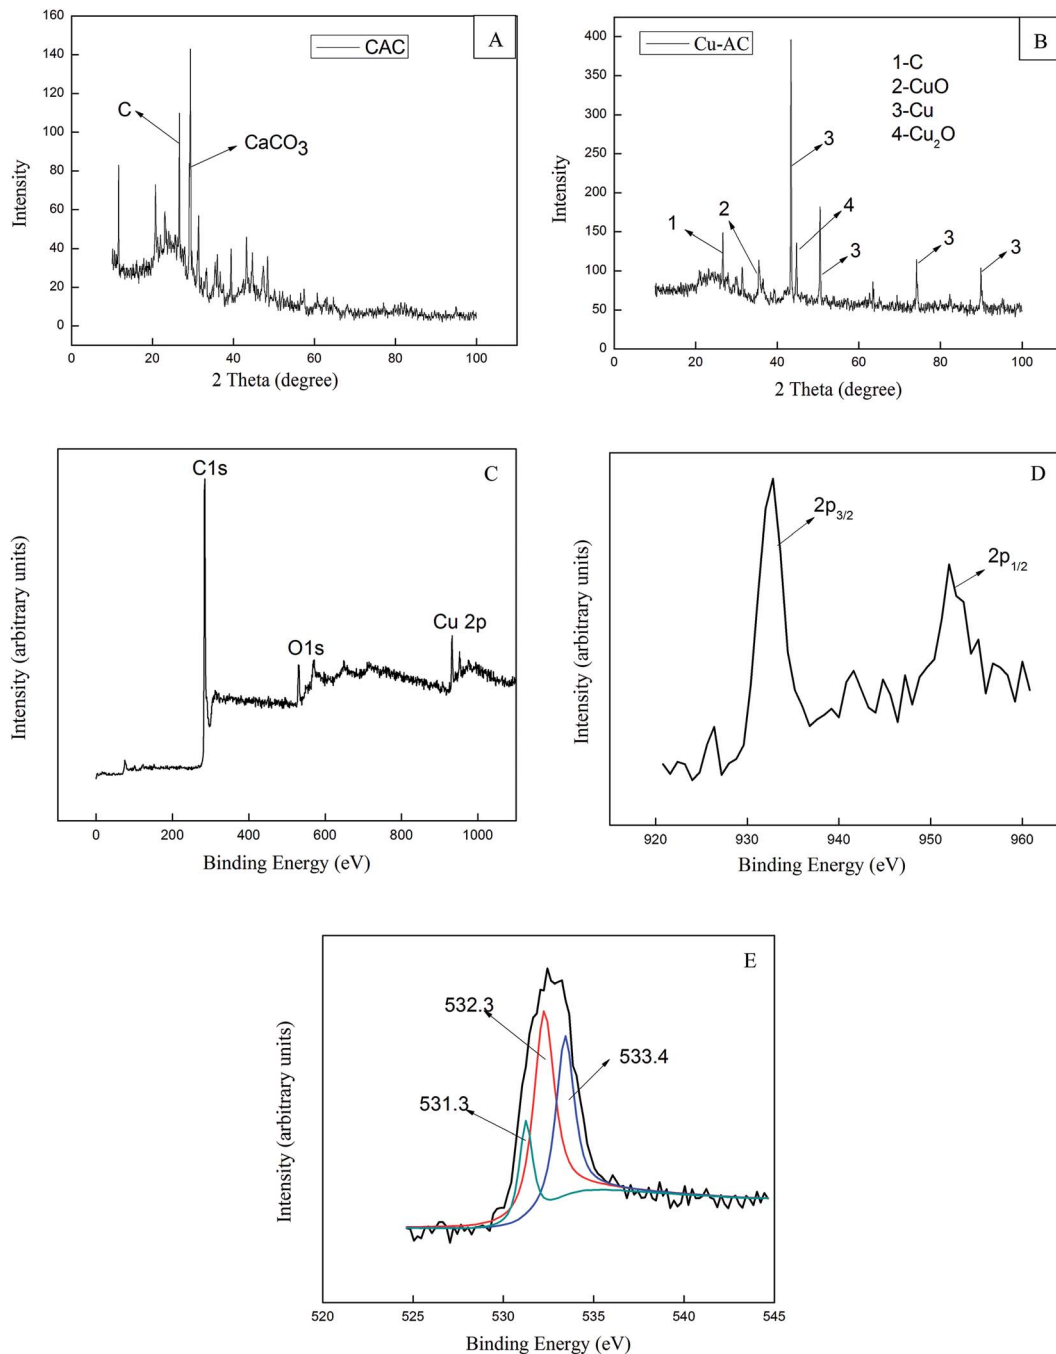 A
CAC
C
CaCO₃
160
140
120
100
80
60
40
20
0
Intensity
0 20 40 60 80 100
2 Theta (degree)
B
Cu-AC
1-C
2-CuO
3-Cu
4-Cu₂O
400
350
300
250
200
150
100
50
0
Intensity
1
2
3
4
3
3
3
0 20 40 60 80 100
2 Theta (degree)
C
C1s
O1s
Cu 2p
Intensity (arbitrary units)
0 200 400 600 800 1000
Binding Energy (eV)
D
2p₃/₂
2p₁/₂
Intensity (arbitrary units)
920 930 940 950 960
Binding Energy (eV)
E
532.3
533.4
531.3
Intensity (arbitrary units)
520 525 530 535 540 545
Binding Energy (eV)